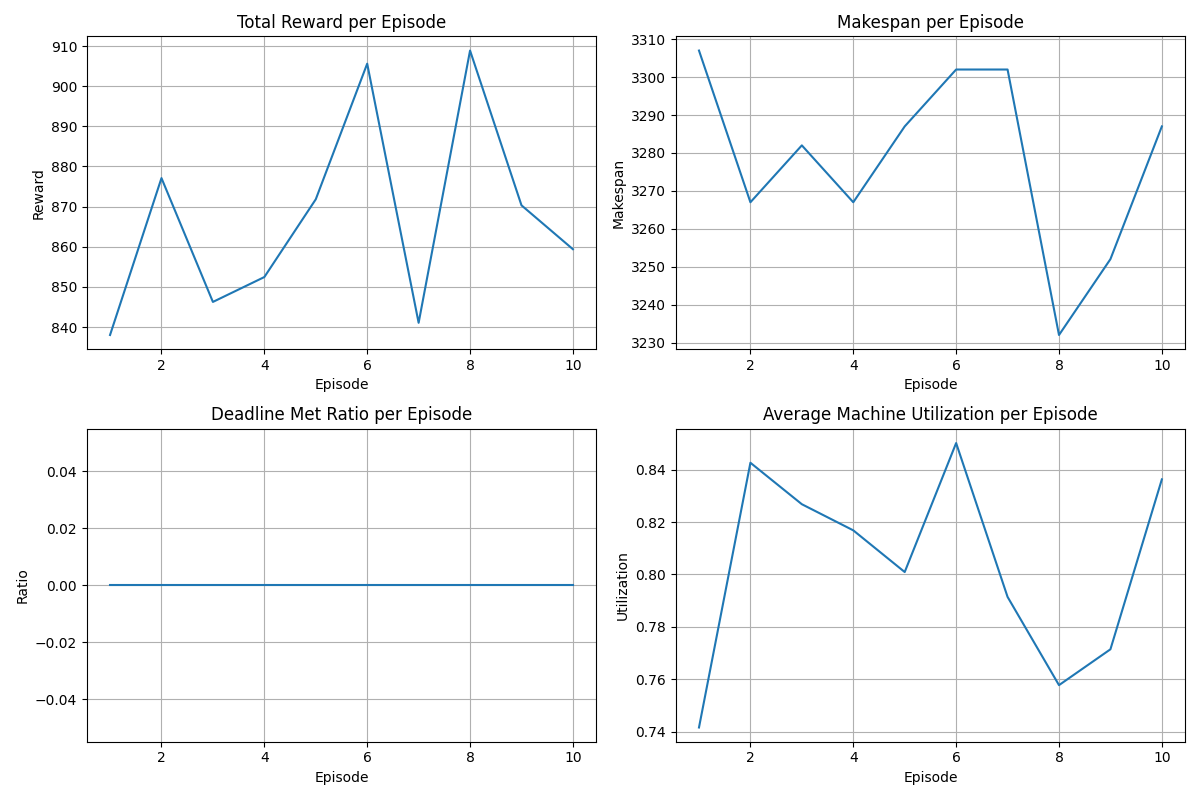 Total Reward per Episode
Reward
910
900
890
880
870
860
850
840
2 4 6 8 10
Episode
Makespan per Episode
Makespan
3310
3300
3290
3280
3270
3260
3250
3240
3230
2 4 6 8 10
Episode
Deadline Met Ratio per Episode
Ratio
0.04
0.02
0.00
−0.02
−0.04
2 4 6 8 10
Episode
Average Machine Utilization per Episode
Utilization
0.84
0.82
0.80
0.78
0.76
0.74
2 4 6 8 10
Episode